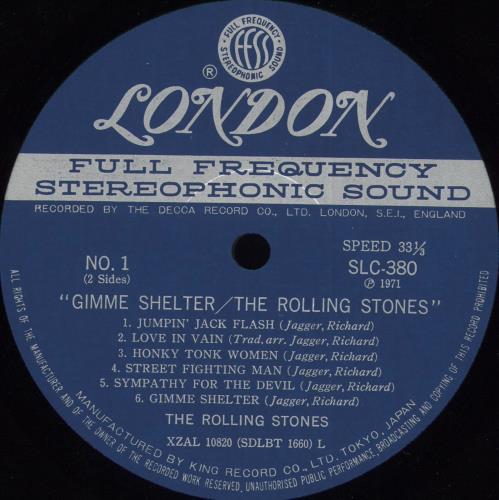 FULL FREQUENCY
ffss
STEREOPHONIC SOUND
®
LONDON
FULL FREQUENCY
STEREOPHONIC SOUND
RECORDED BY THE DECCA RECORD CO., LTD. LONDON, S.E.I., ENGLAND
NO. 1
(2 Sides)
SPEED 33⅓
SLC-380
℗ 1971
"GIMME SHELTER/THE ROLLING STONES"
1. JUMPIN' JACK FLASH (Jagger, Richard)
2. LOVE IN VAIN (Trad, arr. Jagger, Richard)
3. HONKY TONK WOMEN (Jagger, Richard)
4. STREET FIGHTING MAN (Jagger, Richard)
5. SYMPATHY FOR THE DEVIL (Jagger, Richard)
6. GIMME SHELTER (Jagger, Richard)
THE ROLLING STONES
XZAL 10820 (SDLBT 1660) L
MANUFACTURED BY KING RECORD CO., LTD. TOKYO, JAPAN
ALL RIGHTS OF THE MANUFACTURER AND OF THE OWNER OF THE RECORDED WORK RESERVED, UNAUTHORISED PUBLIC PERFORMANCE, BROADCASTING AND COPYING OF THIS RECORD PROHIBITED